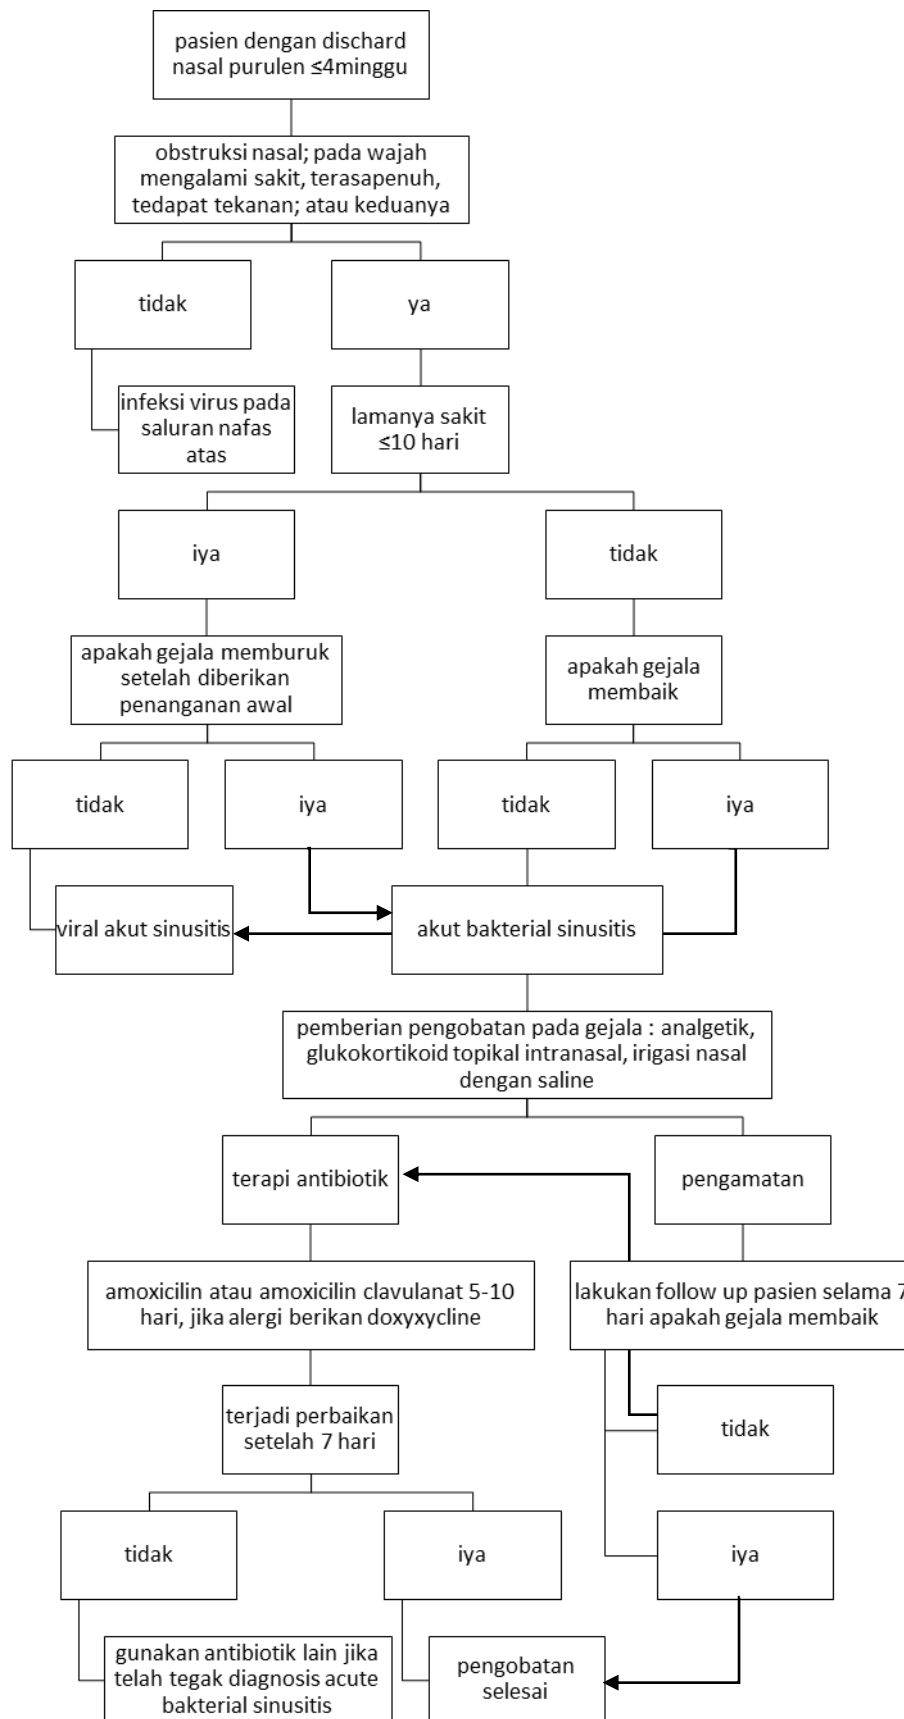 pasien dengan dischard
nasal purulen ≤4minggu
obstruksi nasal; pada wajah
mengalami sakit, terasapenuh,
tedapat tekanan; atau keduanya
tidak
ya
infeksi virus pada
saluran nafas
atas
lamanya sakit
≤10 hari
iya
tidak
apakah gejala memburuk
setelah diberikan
penanganan awal
apakah gejala
membaik
tidak
iya
tidak
iya
viral akut sinusitis
akut bakterial sinusitis
pemberian pengobatan pada gejala : analgetik,
glukokortikoid topikal intranasal, irigasi nasal
dengan saline
terapi antibiotik
pengamatan
amoxicilin atau amoxicilin clavulanat 5-10
hari, jika alergi berikan doxyxycline
lakukan follow up pasien selama 7
hari apakah gejala membaik
terjadi perbaikan
setelah 7 hari
tidak
tidak
iya
iya
gunakan antibiotik lain jika
telah tegak diagnosis acute
bakterial sinusitis
pengobatan
selesai